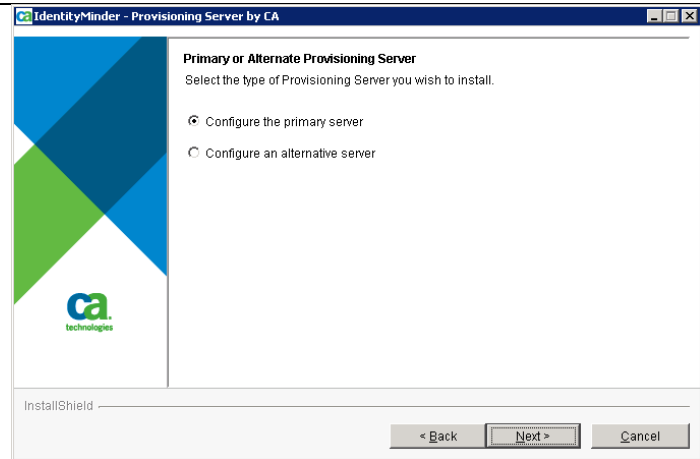 IdentityMinder - Provisioning Server by CA
Primary or Alternate Provisioning Server
Select the type of Provisioning Server you wish to install.
Configure the primary server
Configure an alternative server
ca.
technologies
InstallShield
< Back
Next >
Cancel